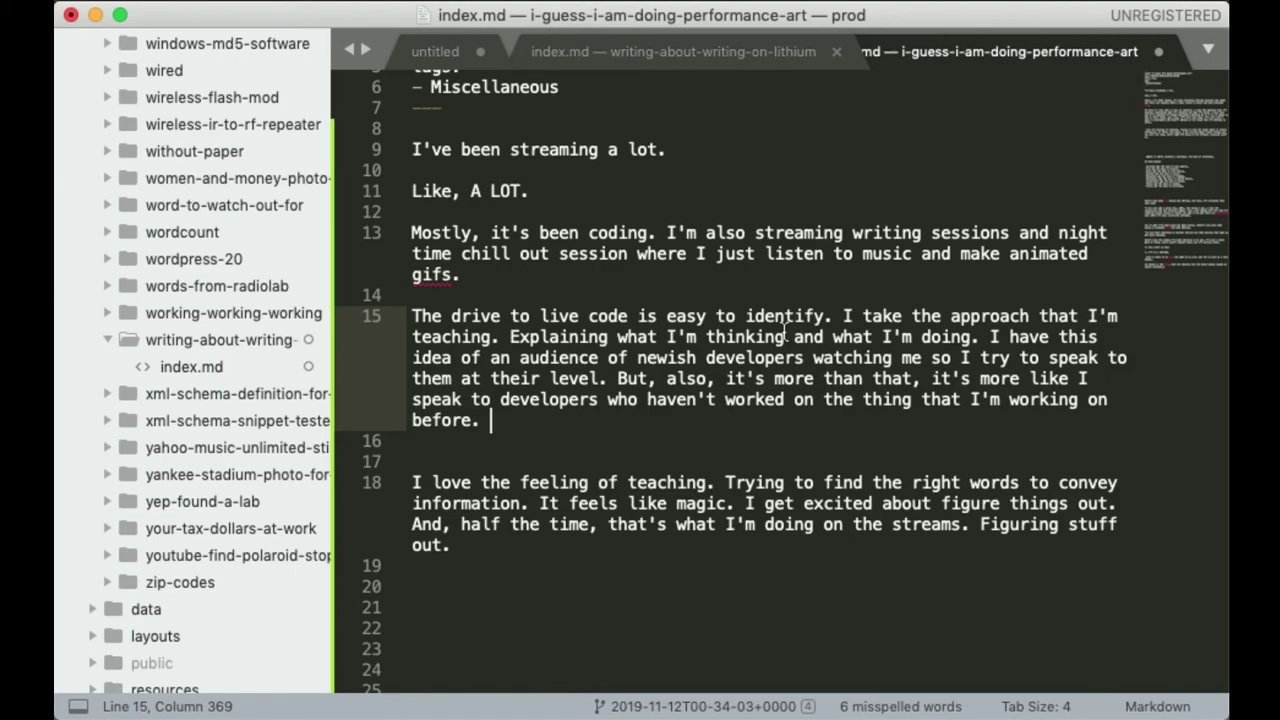 index.md — i-guess-i-am-doing-performance-art — prod
UNREGISTERED
untitled
index.md — writing-about-writing-on-lithium
md — i-guess-i-am-doing-performance-art
windows-md5-software
wired
wireless-flash-mod
wireless-ir-to-rf-repeater
without-paper
women-and-money-photo-
word-to-watch-out-for
wordcount
wordpress-20
words-from-radiolab
working-working-working
writing-about-writing-
<> index.md
xml-schema-definition-for-
xml-schema-snippet-teste
yahoo-music-unlimited-sti
yankee-stadium-photo-for-
yep-found-a-lab
your-tax-dollars-at-work
youtube-find-polaroid-stop
zip-codes
data
layouts
public
resources
tags:
6 – Miscellaneous
7 ———
8
9 I've been streaming a lot.
10
11 Like, A LOT.
12
13 Mostly, it's been coding. I'm also streaming writing sessions and night
time chill out session where I just listen to music and make animated
gifs.
14
15 The drive to live code is easy to identify. I take the approach that I'm
teaching. Explaining what I'm thinking and what I'm doing. I have this
idea of an audience of newish developers watching me so I try to speak to
them at their level. But, also, it's more than that, it's more like I
speak to developers who haven't worked on the thing that I'm working on
before.
16
17
18 I love the feeling of teaching. Trying to find the right words to convey
information. It feels like magic. I get excited about figure things out.
And, half the time, that's what I'm doing on the streams. Figuring stuff
out.
19
20
21
22
23
24
25
Line 15, Column 369
2019-11-12T00-34-03+0000 4
6 misspelled words
Tab Size: 4
Markdown